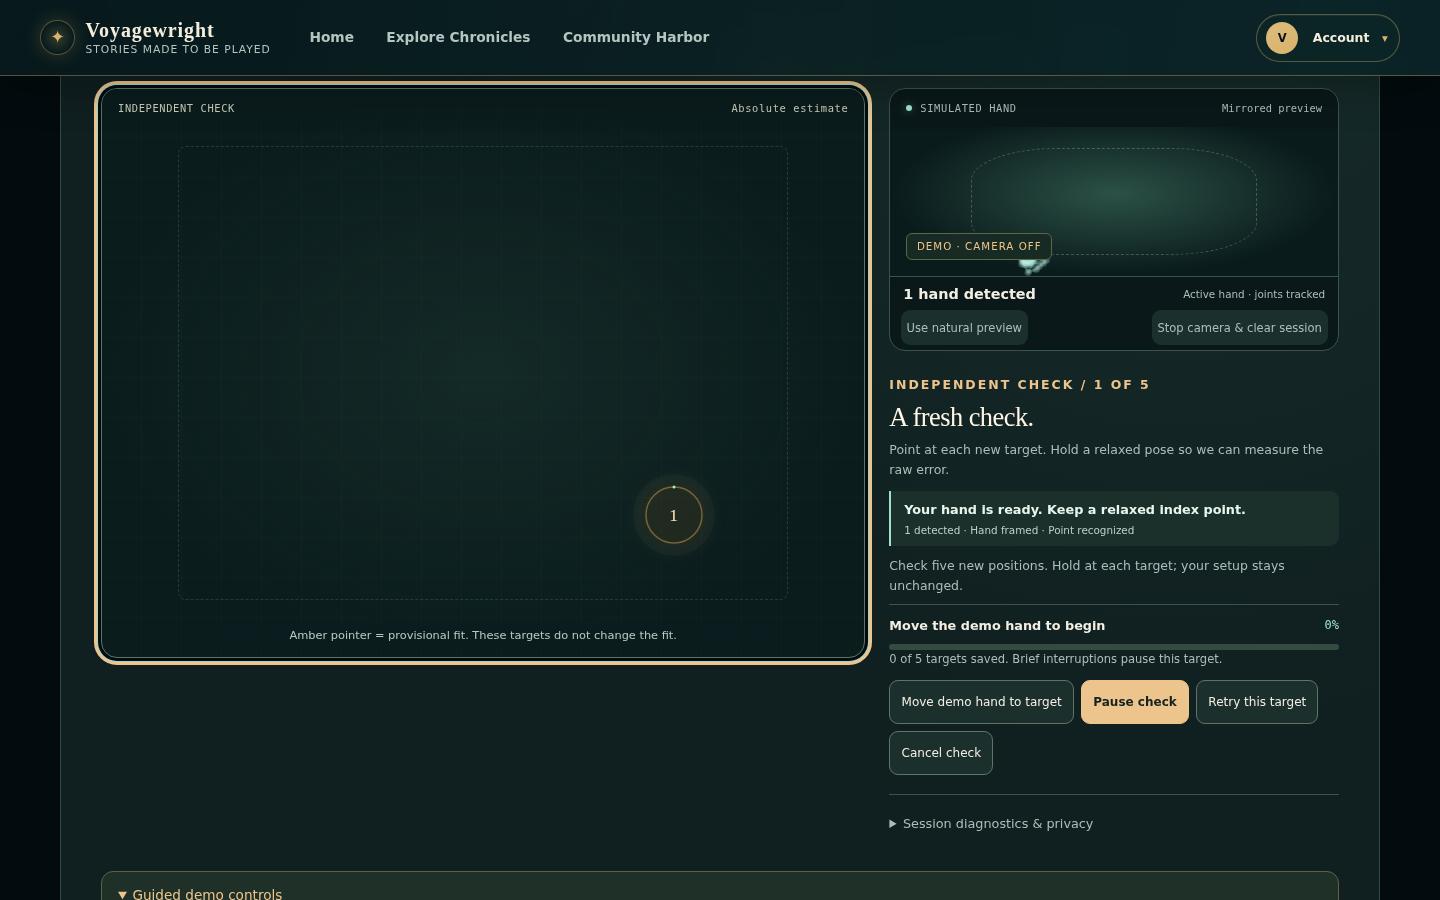 Voyagewright
STORIES MADE TO BE PLAYED
Home
Explore Chronicles
Community Harbor
V
Account
INDEPENDENT CHECK
Absolute estimate
1
Amber pointer = provisional fit. These targets do not change the fit.
SIMULATED HAND
Mirrored preview
DEMO · CAMERA OFF
1 hand detected
Active hand · joints tracked
Use natural preview
Stop camera & clear session
INDEPENDENT CHECK / 1 OF 5
A fresh check.
Point at each new target. Hold a relaxed pose so we can measure the
raw error.
Your hand is ready. Keep a relaxed index point.
1 detected · Hand framed · Point recognized
Check five new positions. Hold at each target; your setup stays
unchanged.
Move the demo hand to begin
0%
0 of 5 targets saved. Brief interruptions pause this target.
Move demo hand to target
Pause check
Retry this target
Cancel check
Session diagnostics & privacy
Guided demo controls